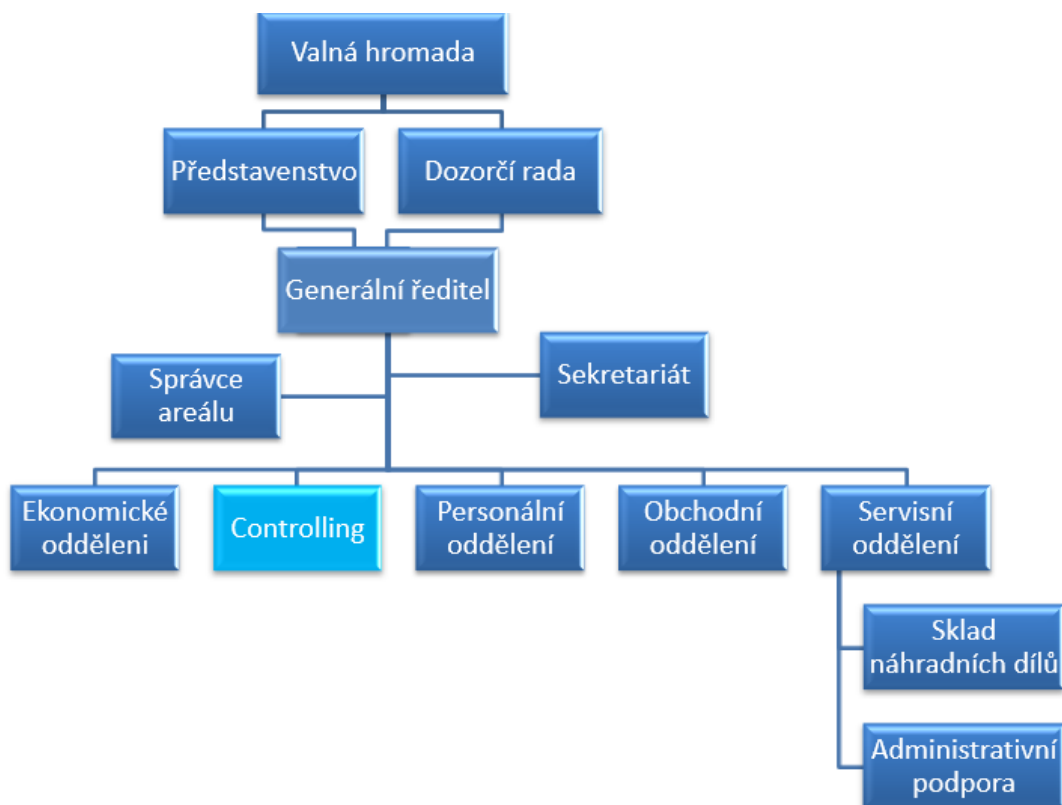 Valná hromada
Představenstvo
Dozorčí rada
Generální ředitel
Správce
areálu
Sekretariát
Ekonomické
odděleni
Controlling
Personální
oddělení
Obchodní
oddělení
Servisní
oddělení
Sklad
náhradních dílů
Administrativní
podpora